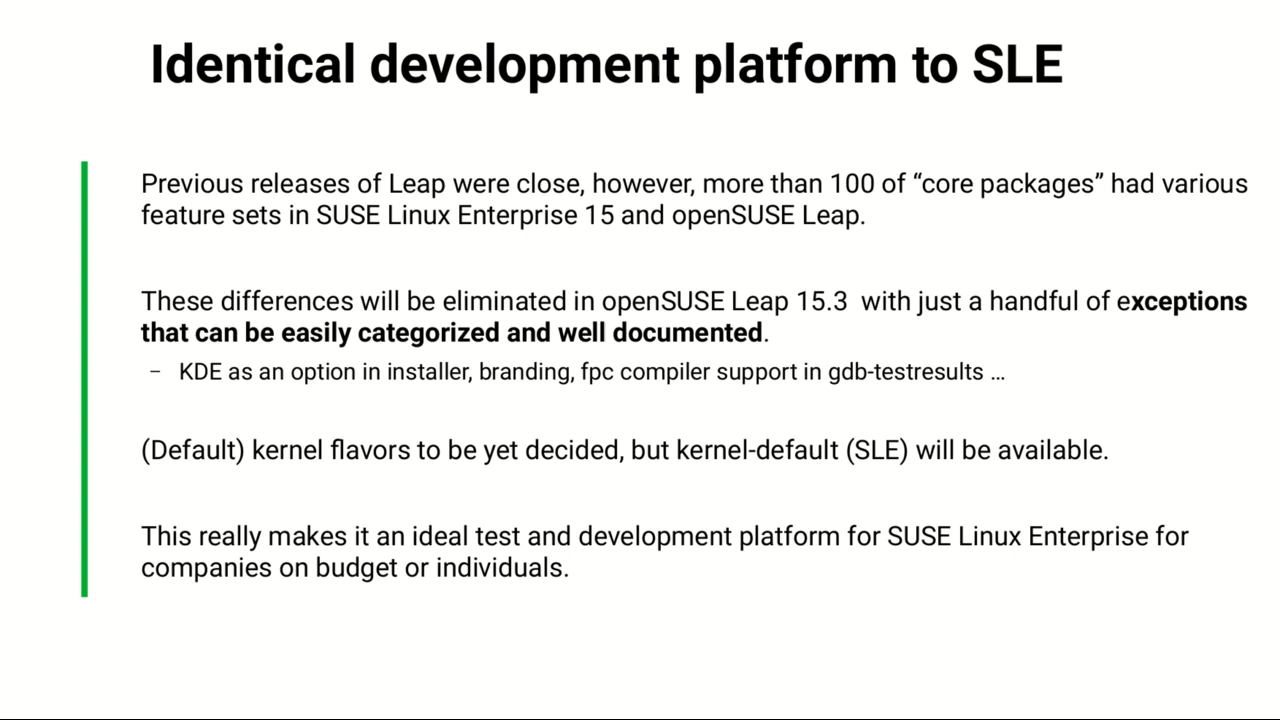 Identical development platform to SLE
Previous releases of Leap were close, however, more than 100 of “core packages” had various
feature sets in SUSE Linux Enterprise 15 and openSUSE Leap.
These differences will be eliminated in openSUSE Leap 15.3  with just a handful of exceptions
that can be easily categorized and well documented.
– KDE as an option in installer, branding, fpc compiler support in gdb-testresults ...
(Default) kernel flavors to be yet decided, but kernel-default (SLE) will be available.
This really makes it an ideal test and development platform for SUSE Linux Enterprise for
companies on budget or individuals.